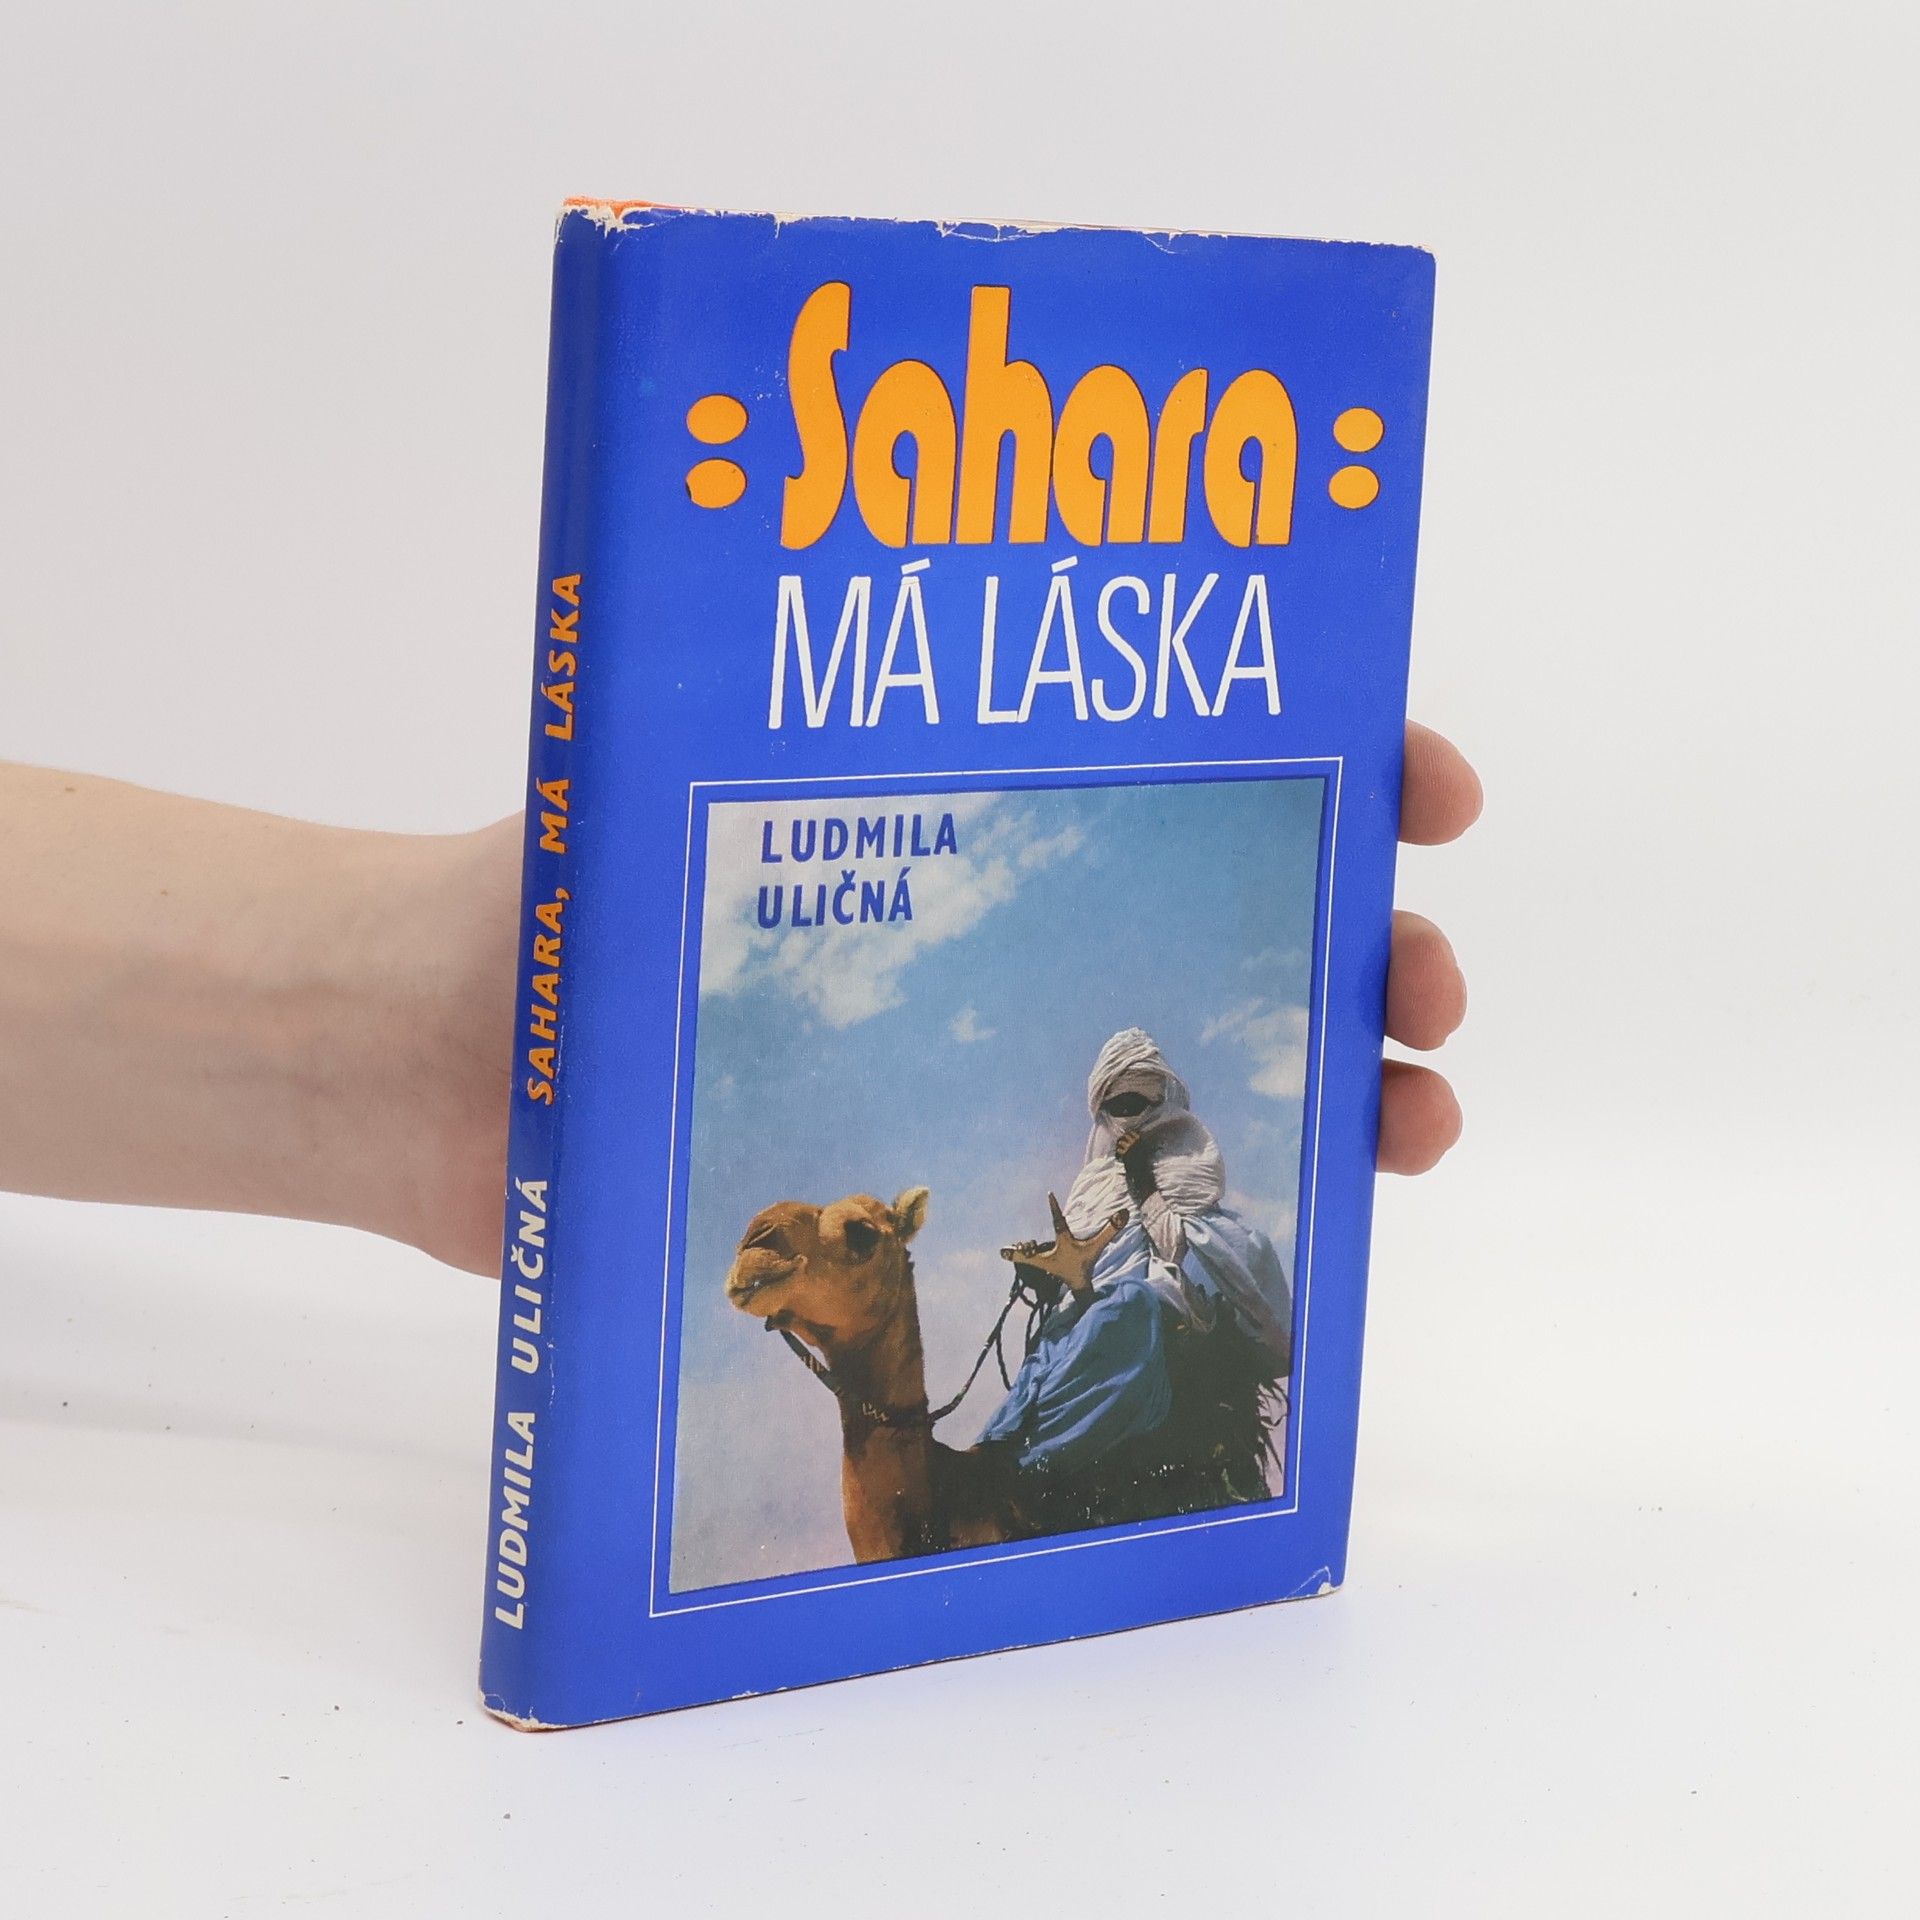 : Sahara :
MÁ LÁSKA
LUDMILA
ULIČNÁ
LUDMILA ULIČNÁ SAHARA, MÁ LÁSKA